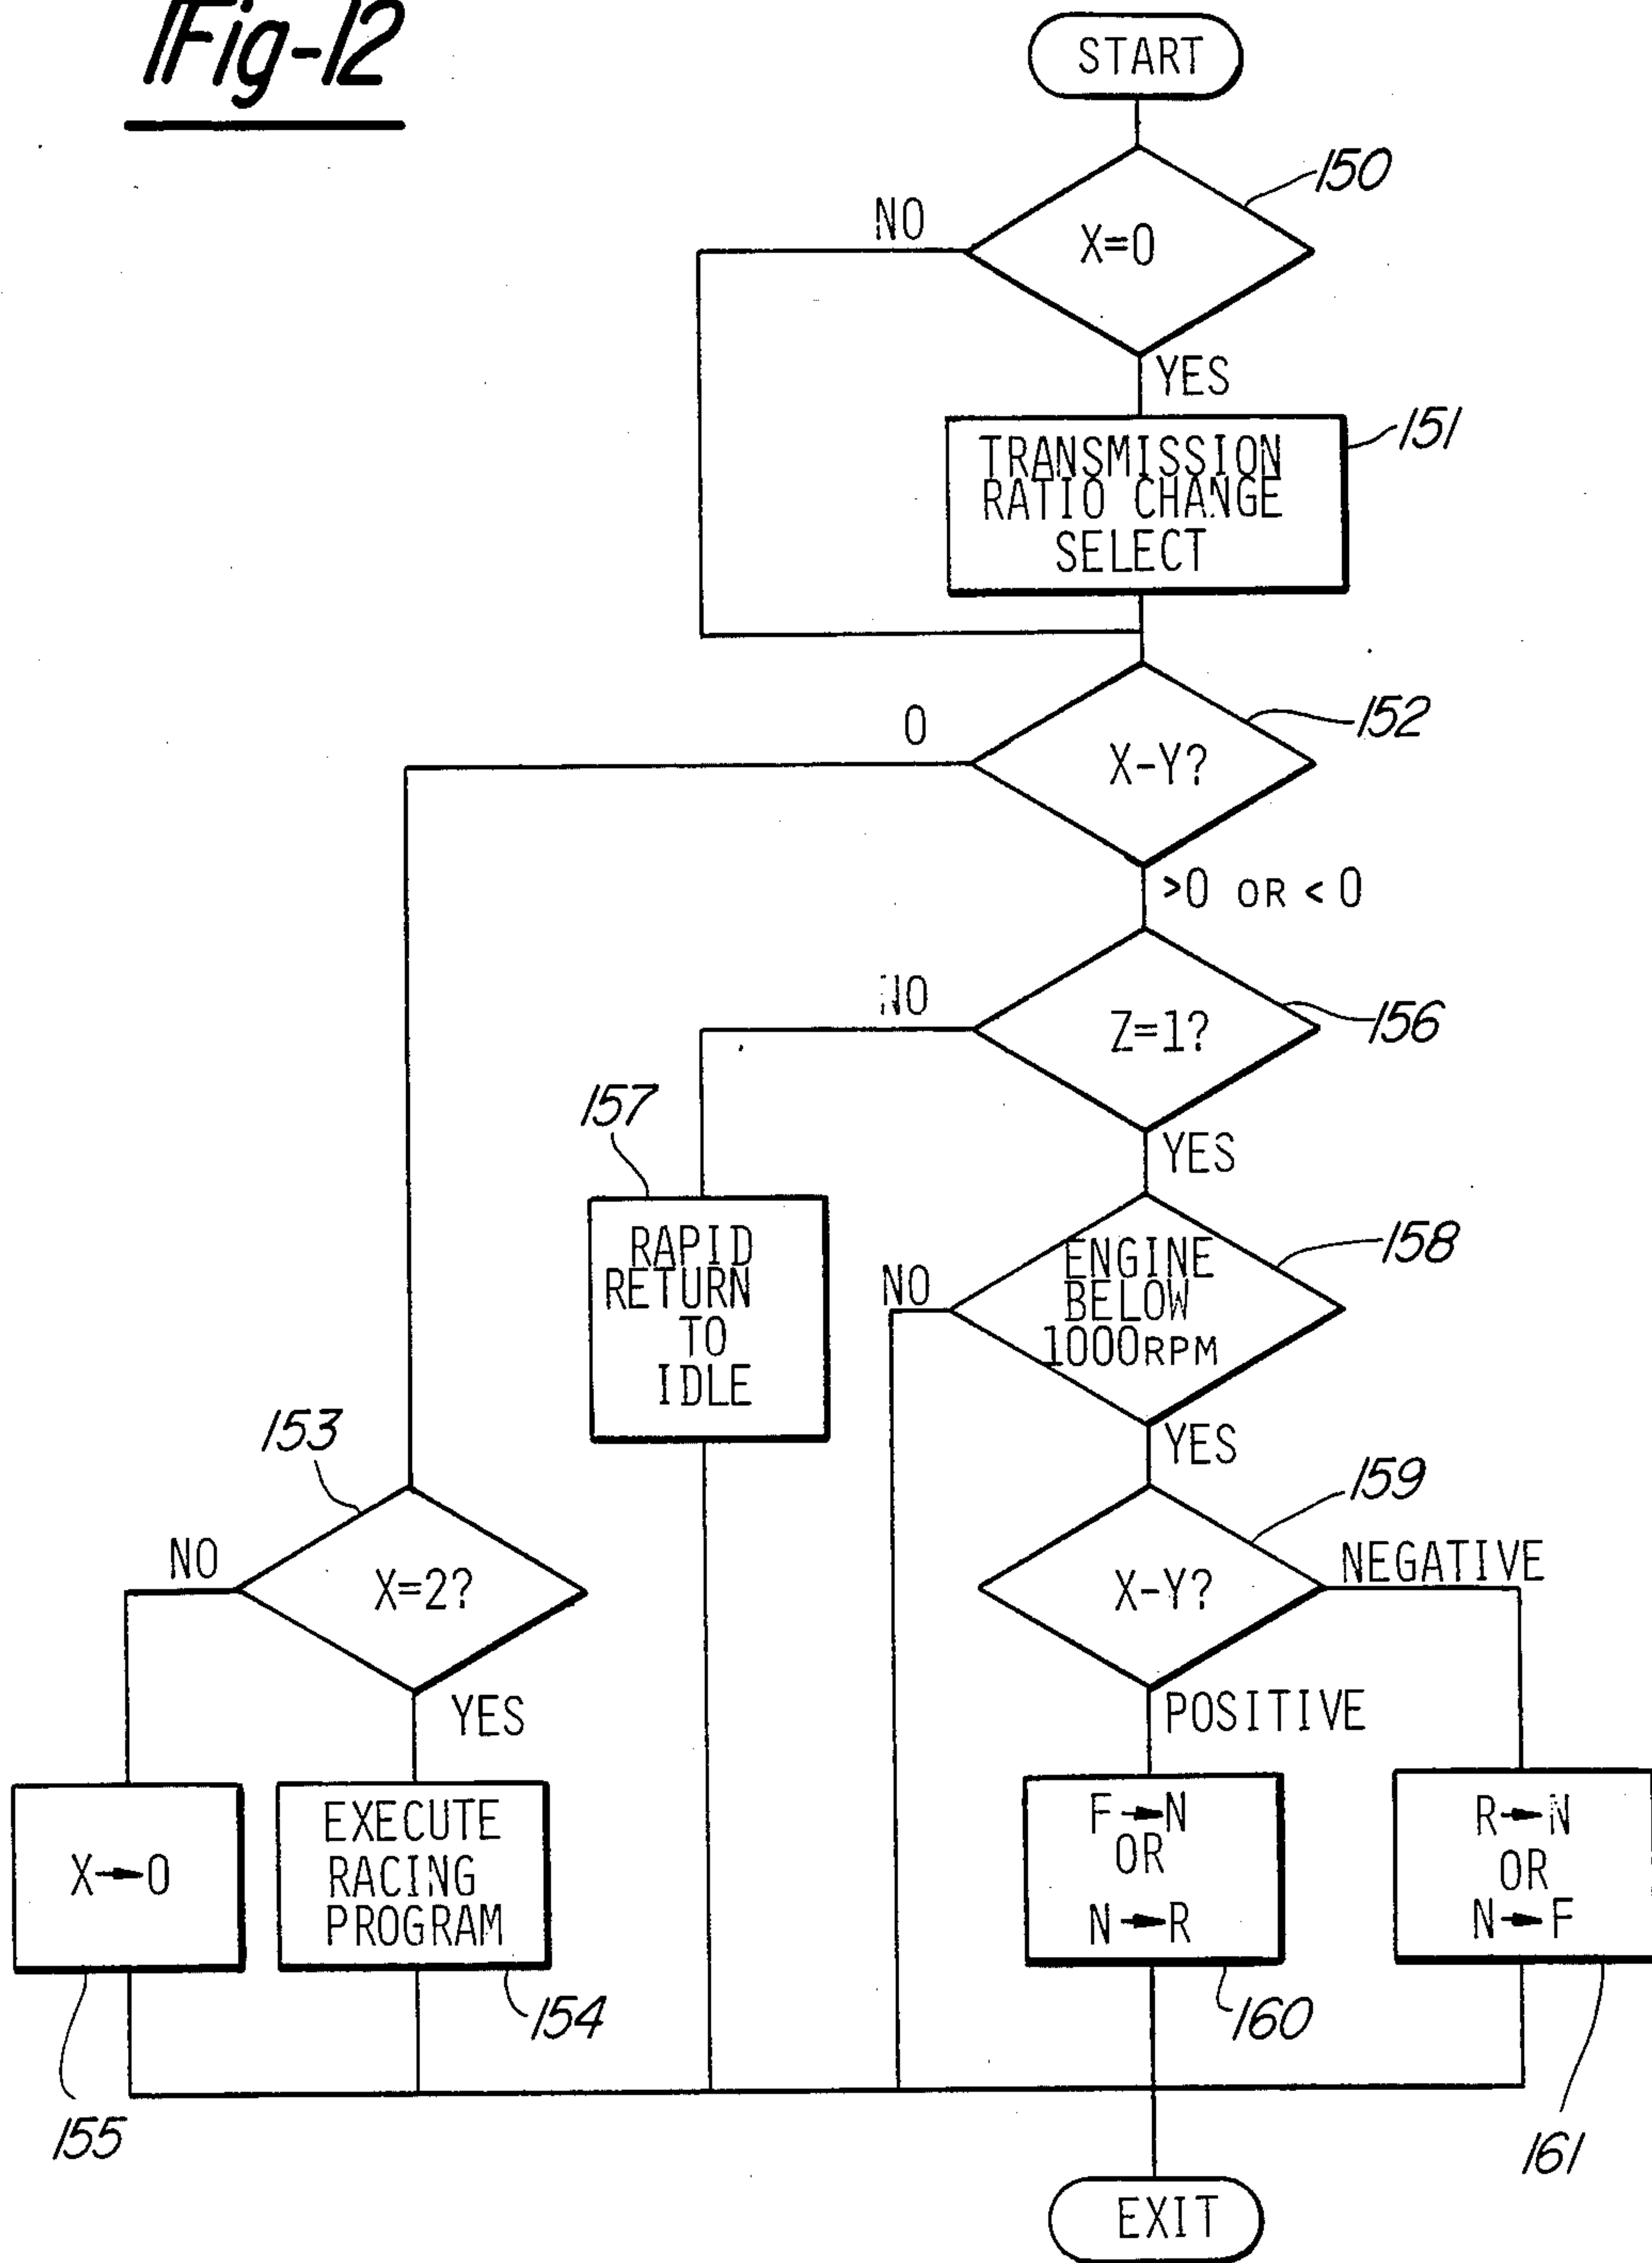 Fig-12
START
150
NO
X=0
YES
151
TRANSMISSION
RATIO CHANGE
SELECT
152
0
X-Y?
>0 OR <0
NO
156
Z=1?
157
YES
RAPID
RETURN
TO
IDLE
158
NO
ENGINE
BELOW
1000RPM
YES
153
159
NO
X=2?
X-Y?
NEGATIVE
YES
POSITIVE
X→0
EXECUTE
RACING
PROGRAM
F→N
OR
N→R
R→N
OR
N→F
154
160
155
161
EXIT